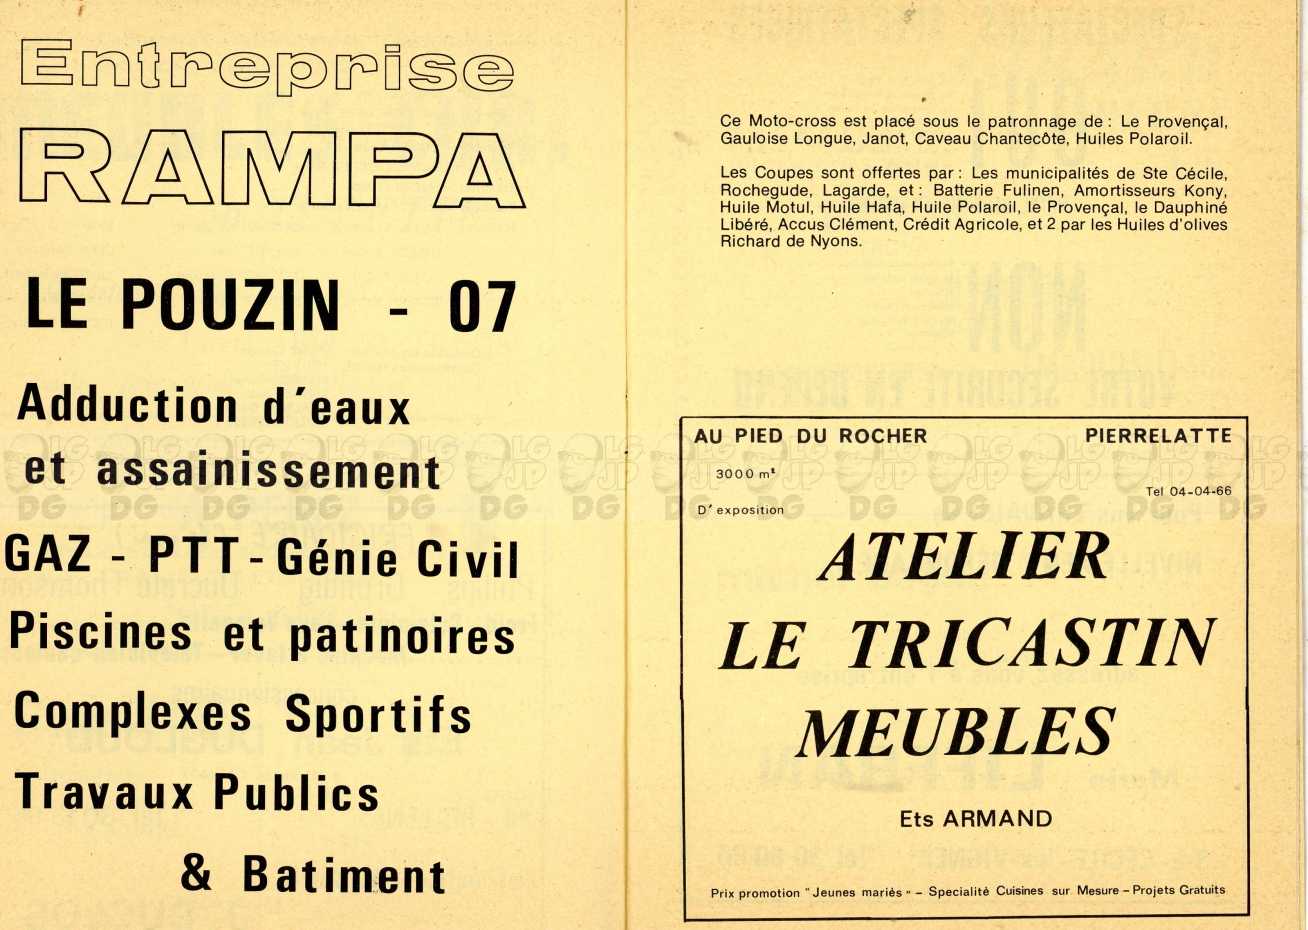 Entreprise
RAMPA
LE POUZIN - 07
Adduction d'eaux
et assainissement
GAZ - PTT - Génie Civil
Piscines et patinoires
Complexes Sportifs
Travaux Publics
& Batiment
Ce Moto-cross est placé sous le patronnage de : Le Provençal,
Gauloise Longue, Janot, Caveau Chantecôte, Huiles Polaroil.
Les Coupes sont offertes par : Les municipalités de Ste Cécile,
Rochegude, Lagarde, et : Batterie Fulinen, Amortisseurs Kony,
Huile Motul, Huile Hafa, Huile Polaroil, le Provençal, le Dauphiné
Libéré, Accus Clément, Crédit Agricole, et 2 par les Huiles d'olives
Richard de Nyons.
AU PIED DU ROCHER PIERRELATTE
3000 m²
Tel 04-04-66
D' exposition
ATELIER
LE TRICASTIN
MEUBLES
Ets ARMAND
Prix promotion "Jeunes mariés" - Specialité Cuisines sur Mesure - Projets Gratuits
LG JP DG